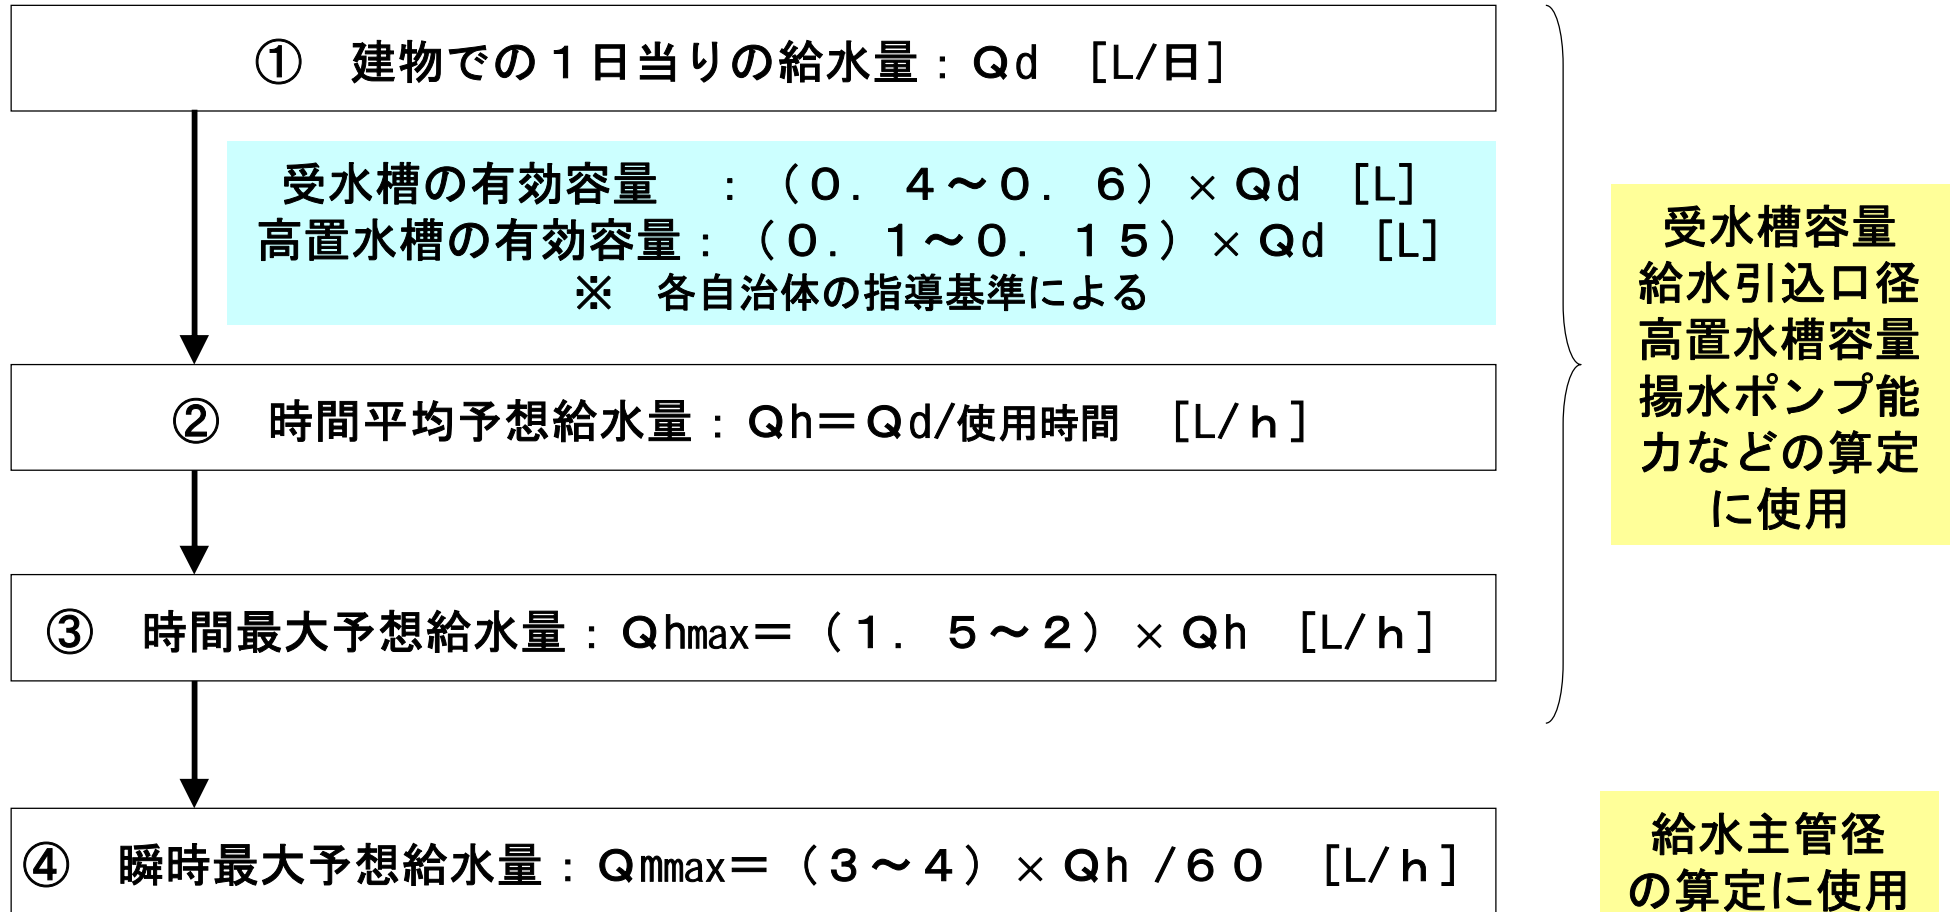 ① 建物での１日当りの給水量：Ｑd [L/日]
受水槽の有効容量 ：（０．４～０．６）×Ｑd [L]
高置水槽の有効容量：（０．１～０．１５）×Ｑd [L]
※ 各自治体の指導基準による
② 時間平均予想給水量：Ｑh＝Ｑd/使用時間 [L/ｈ]
③ 時間最大予想給水量：Ｑhmax＝（１．５～２）×Ｑh [L/ｈ]
④ 瞬時最大予想給水量：Ｑmmax＝（３～４）×Ｑh /６０ [L/ｈ]
受水槽容量
給水引込口径
高置水槽容量
揚水ポンプ能
力などの算定
に使用
給水主管径
の算定に使用